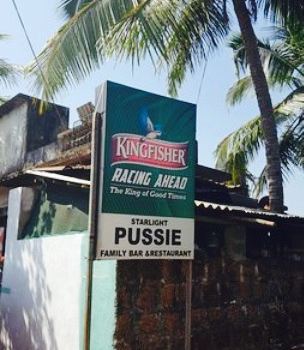 KINGFISHER
RACING AHEAD
The King of Good Times
STARLIGHT
PUSSIE
FAMILY BAR & RESTAURANT